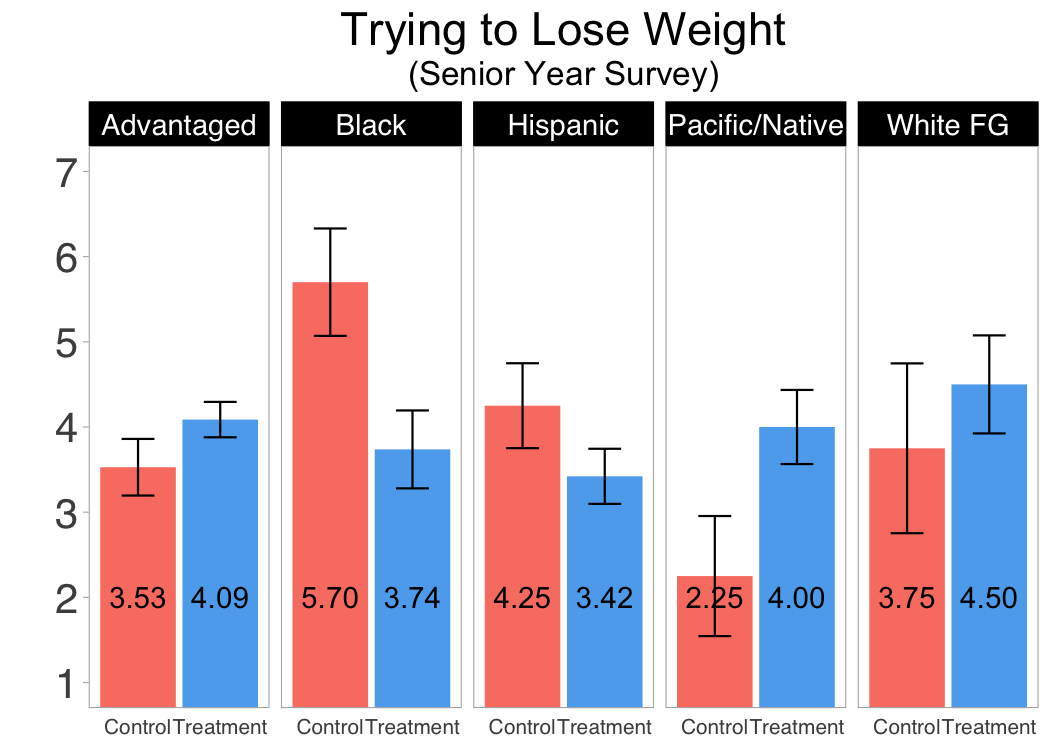 Trying to Lose Weight
(Senior Year Survey)
Advantaged Black Hispanic Pacific/Native White FG
7
6
5
4
3
2
1
3.53 4.09 5.70 3.74 4.25 3.42 2.25 4.00 3.75 4.50
Control Treatment Control Treatment Control Treatment Control Treatment Control Treatment